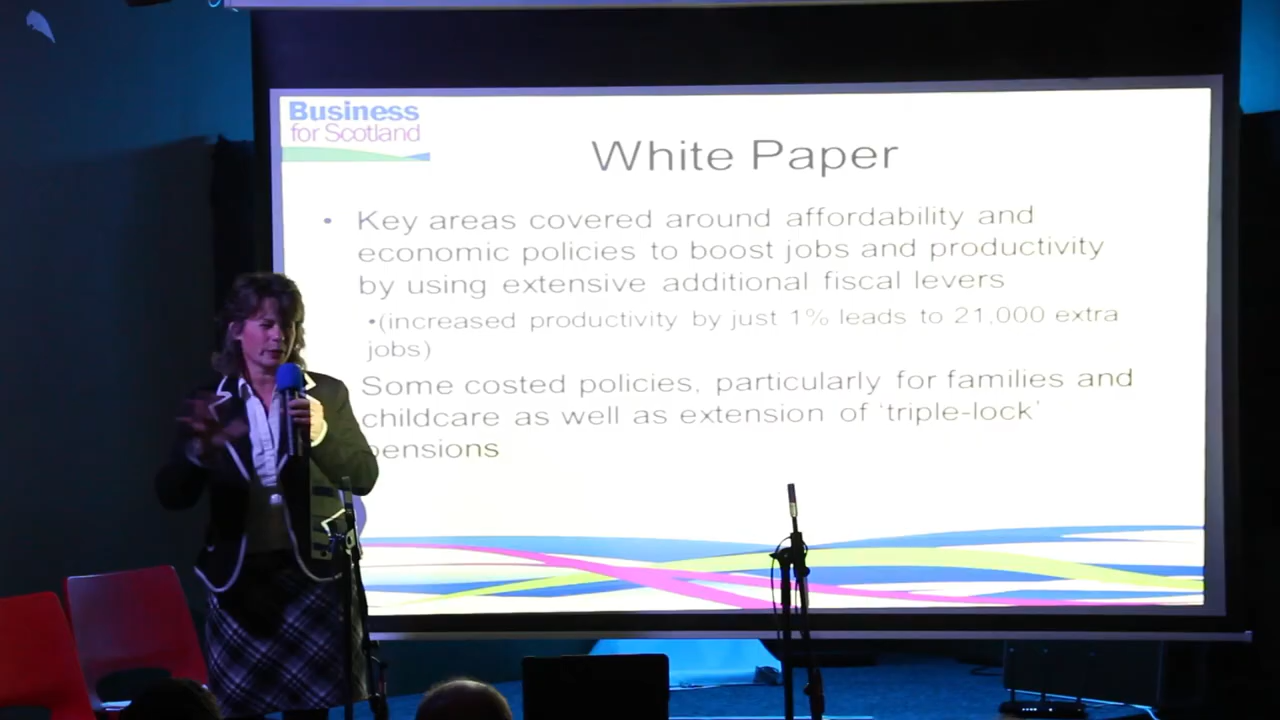 Business
for Scotland
White Paper
• Key areas covered around affordability and
economic policies to boost jobs and productivity
by using extensive additional fiscal levers
•(increased productivity by just 1% leads to 21,000 extra
jobs)
Some costed policies, particularly for families and
childcare as well as extension of ‘triple-lock’
pensions